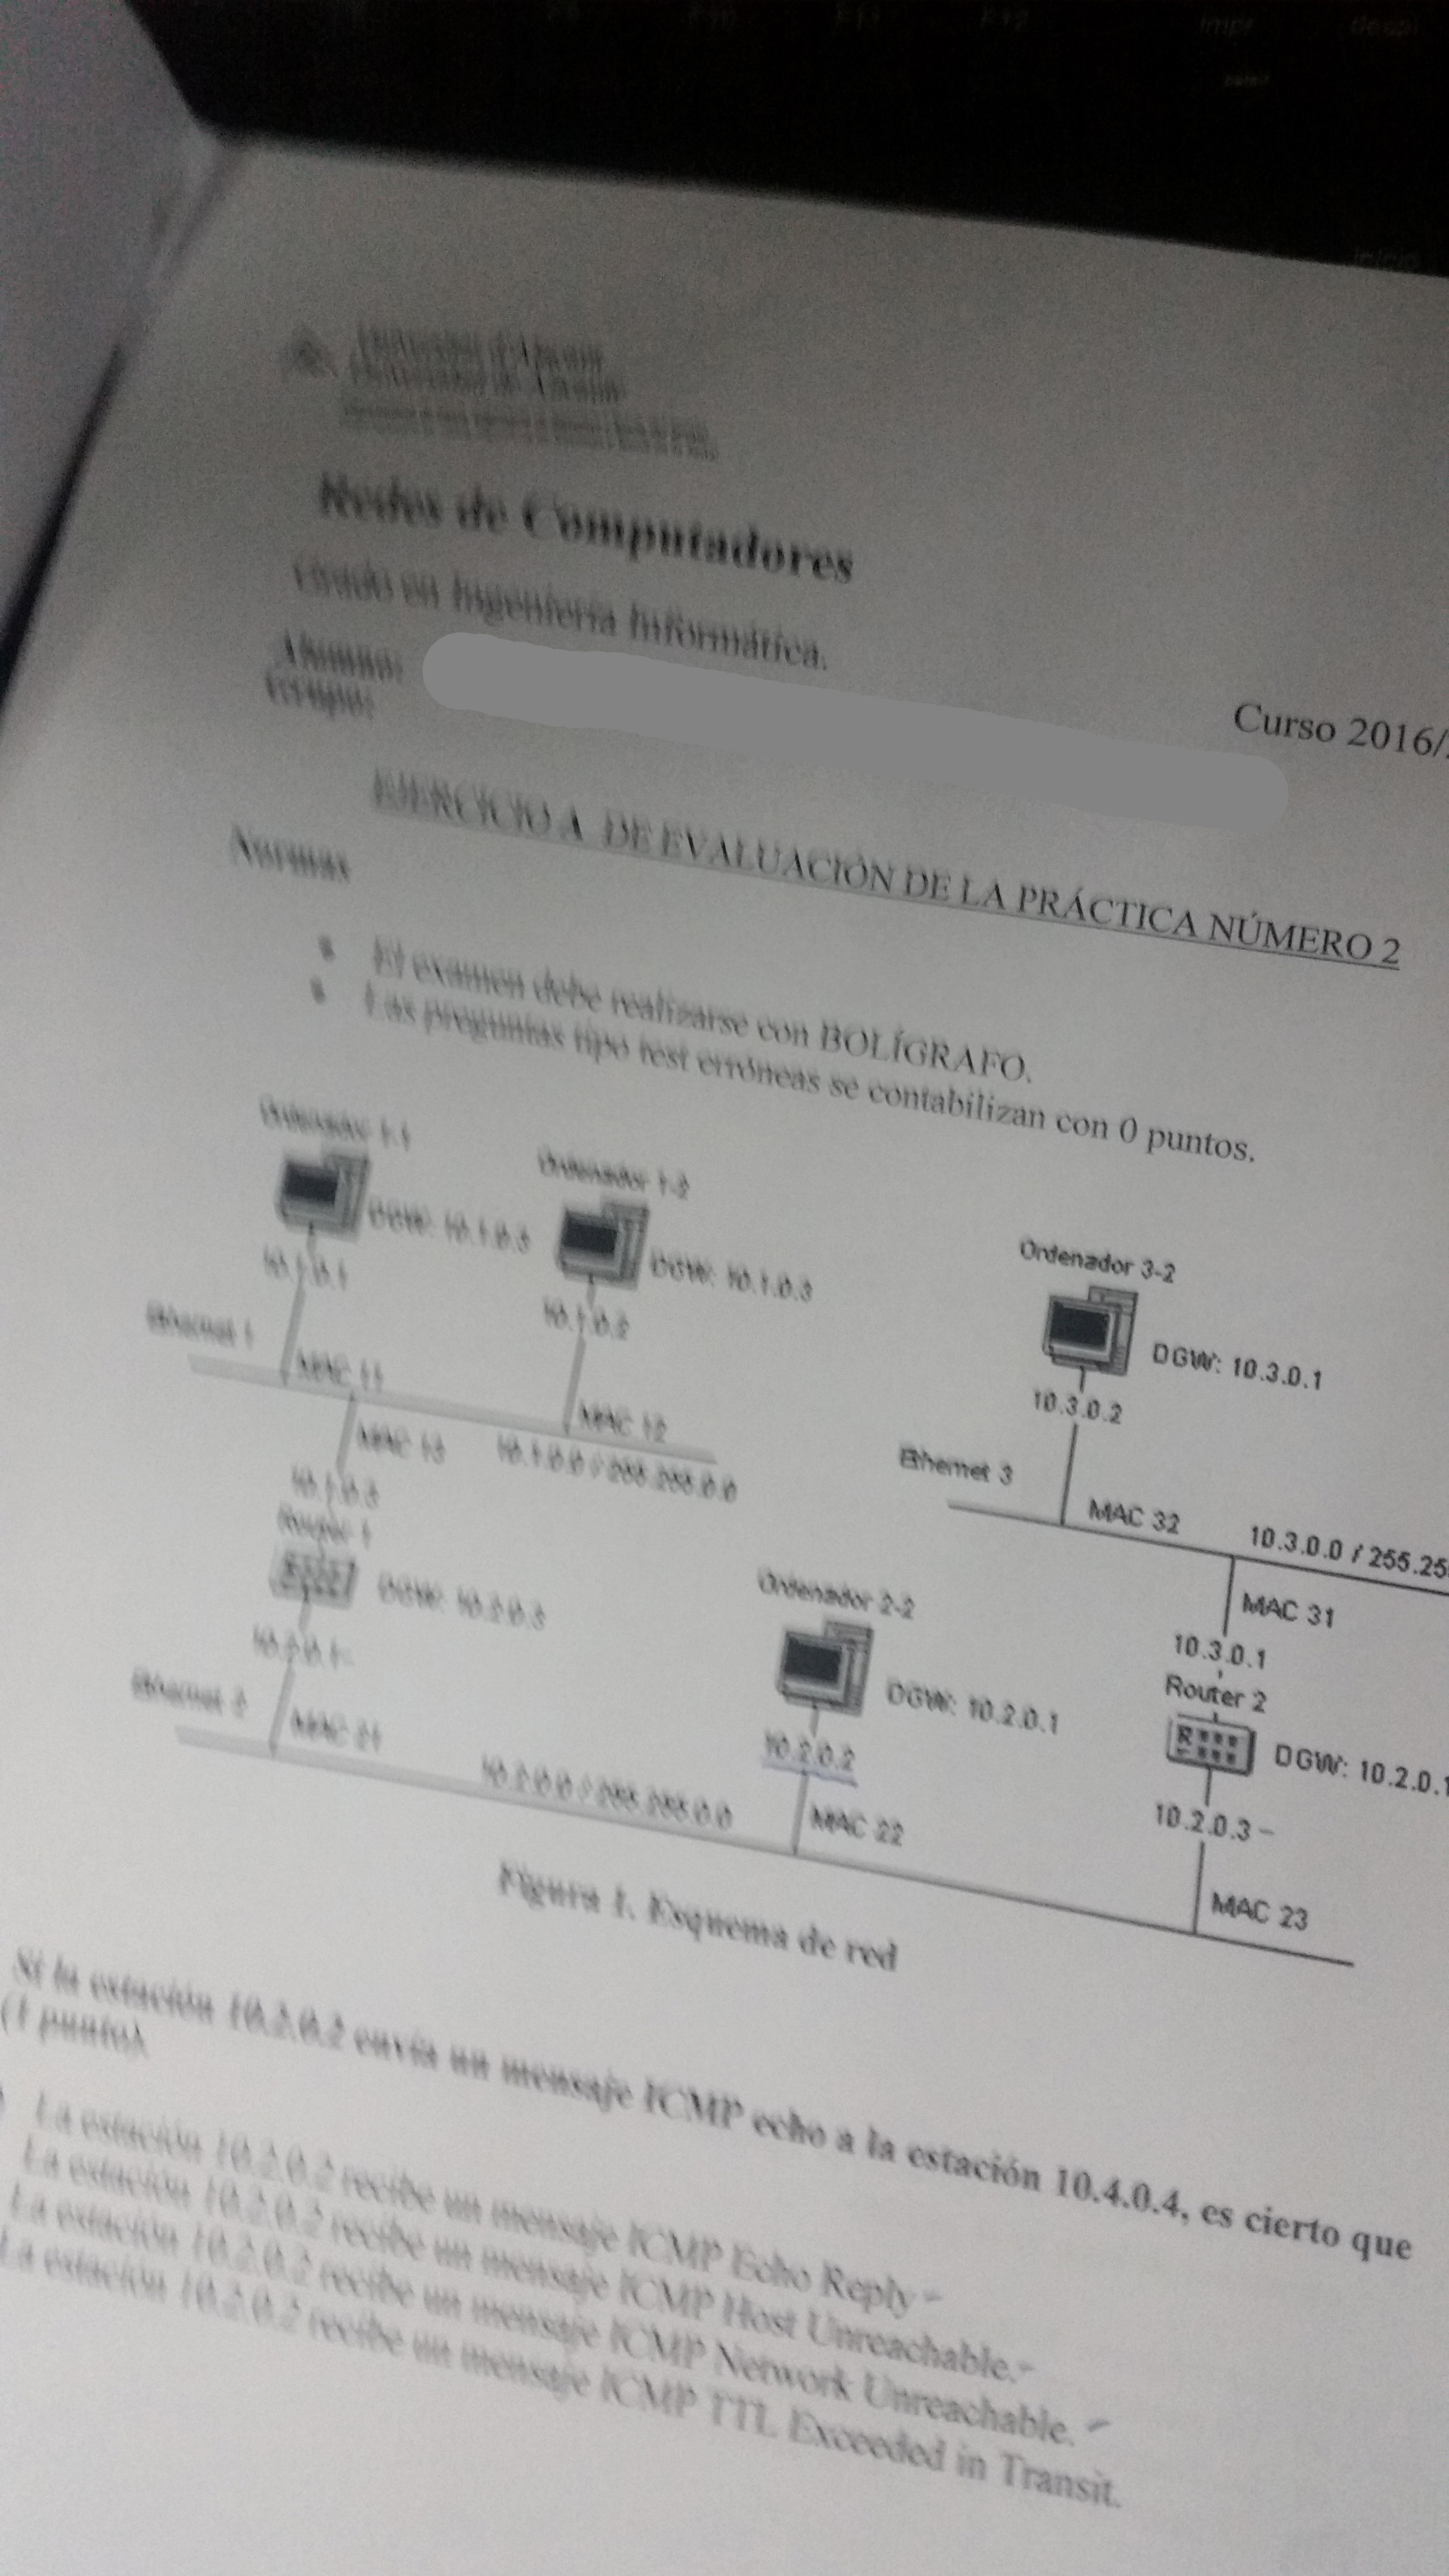 Redes de Computadores
Grado en Ingeniería Informática.
Alumno:
Grupo:
Curso 2016/
EJERCICIO A DE EVALUACIÓN DE LA PRÁCTICA NÚMERO 2
Normas
El examen debe realizarse con BOLÍGRAFO.
Las preguntas tipo test erróneas se contabilizan con 0 puntos.
Ordenador 1-1
DGW: 10.1.0.3
10.1.0.1
Ethernet 1
MAC 11
Ordenador 1-2
DGW: 10.1.0.3
10.1.0.2
MAC 12
MAC 13
10.1.0.0 / 255.255.0.0
10.1.0.3
Router 1
DGW: 10.2.0.3
10.2.0.1
Ethernet 2
MAC 21
10.2.0.0 / 255.255.0.0
Ordenador 2-2
DGW: 10.2.0.1
10.2.0.2
MAC 22
Ordenador 3-2
DGW: 10.3.0.1
10.3.0.2
Ethernet 3
MAC 32
10.3.0.0 / 255.25
MAC 31
10.3.0.1
Router 2
DGW: 10.2.0.1
10.2.0.3
MAC 23
Figura 1. Esquema de red
Si la estación 10.2.0.2 envía un mensaje ICMP echo a la estación 10.4.0.4, es cierto que
(1 punto).
La estación 10.2.0.2 recibe un mensaje ICMP Echo Reply
La estación 10.2.0.2 recibe un mensaje ICMP Host Unreachable.
La estación 10.2.0.2 recibe un mensaje ICMP Network Unreachable.
La estación 10.2.0.2 recibe un mensaje ICMP TTL Exceeded in Transit.